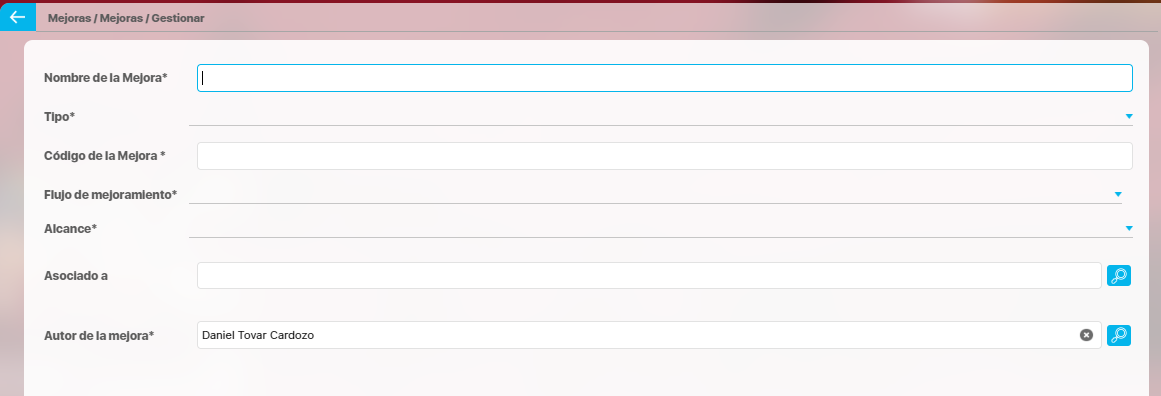 Mejoras / Mejoras / Gestionar
Nombre de la Mejora*
Tipo*
Código de la Mejora *
Flujo de mejoramiento*
Alcance*
Asociado a
Autor de la mejora* Daniel Tovar Cardozo